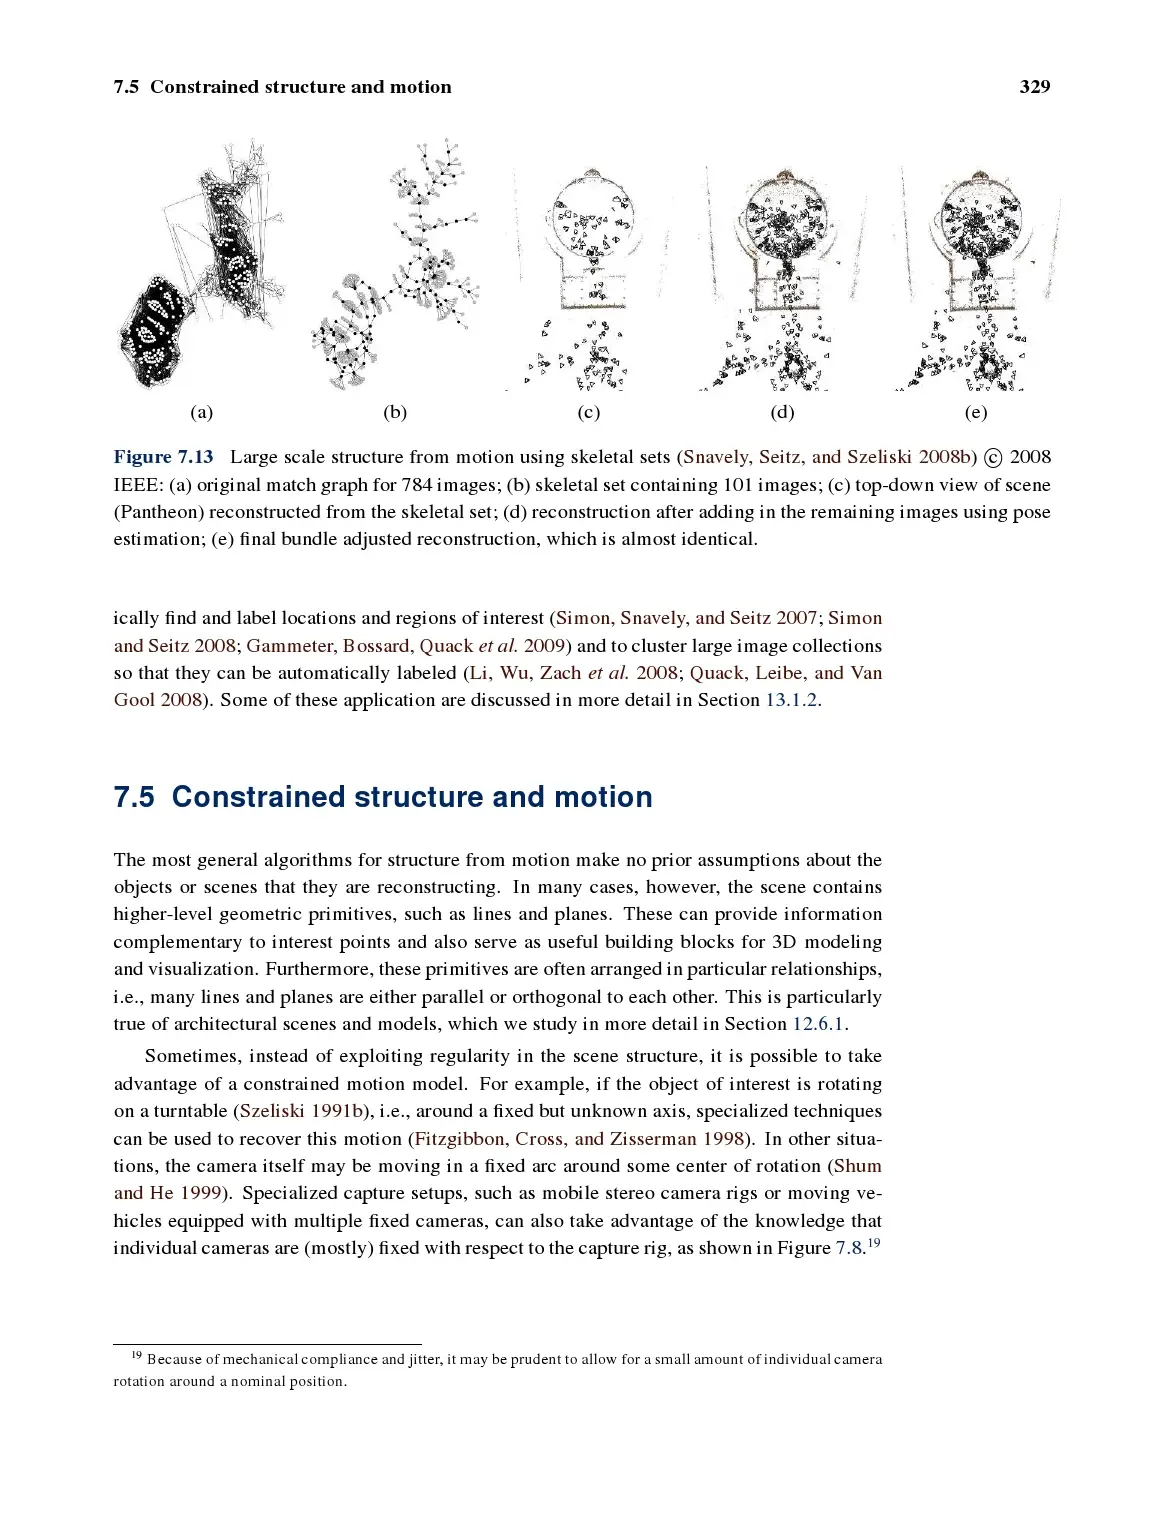 7.5 Constrained structure and motion 329
(a) (b) (c) (d) (e)
Figure 7.13 Large scale structure from motion using skeletal sets (Snavely, Seitz, and Szeliski 2008b) © 2008
IEEE: (a) original match graph for 784 images; (b) skeletal set containing 101 images; (c) top-down view of scene
(Pantheon) reconstructed from the skeletal set; (d) reconstruction after adding in the remaining images using pose
estimation; (e) final bundle adjusted reconstruction, which is almost identical.
ically find and label locations and regions of interest (Simon, Snavely, and Seitz 2007; Simon
and Seitz 2008; Gammeter, Bossard, Quack et al. 2009) and to cluster large image collections
so that they can be automatically labeled (Li, Wu, Zach et al. 2008; Quack, Leibe, and Van
Gool 2008). Some of these application are discussed in more detail in Section 13.1.2.
7.5 Constrained structure and motion
The most general algorithms for structure from motion make no prior assumptions about the
objects or scenes that they are reconstructing. In many cases, however, the scene contains
higher-level geometric primitives, such as lines and planes. These can provide information
complementary to interest points and also serve as useful building blocks for 3D modeling
and visualization. Furthermore, these primitives are often arranged in particular relationships,
i.e., many lines and planes are either parallel or orthogonal to each other. This is particularly
true of architectural scenes and models, which we study in more detail in Section 12.6.1.
Sometimes, instead of exploiting regularity in the scene structure, it is possible to take
advantage of a constrained motion model. For example, if the object of interest is rotating
on a turntable (Szeliski 1991b), i.e., around a fixed but unknown axis, specialized techniques
can be used to recover this motion (Fitzgibbon, Cross, and Zisserman 1998). In other situa-
tions, the camera itself may be moving in a fixed arc around some center of rotation (Shum
and He 1999). Specialized capture setups, such as mobile stereo camera rigs or moving ve-
hicles equipped with multiple fixed cameras, can also take advantage of the knowledge that
individual cameras are (mostly) fixed with respect to the capture rig, as shown in Figure 7.8.19
19 Because of mechanical compliance and jitter, it may be prudent to allow for a small amount of individual camera
rotation around a nominal position.